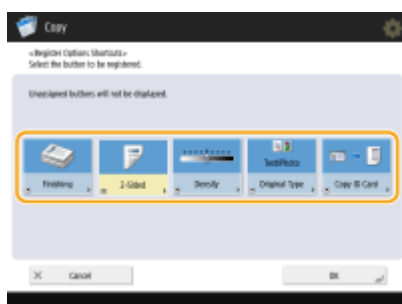 Copy
<Register Options Shortcuts>
Select the button to be registered.
Unassigned buttons will not be displayed.
Text/Photo
Finishing
2-Sided
Density
Original Type
Copy ID Card
Cancel
OK